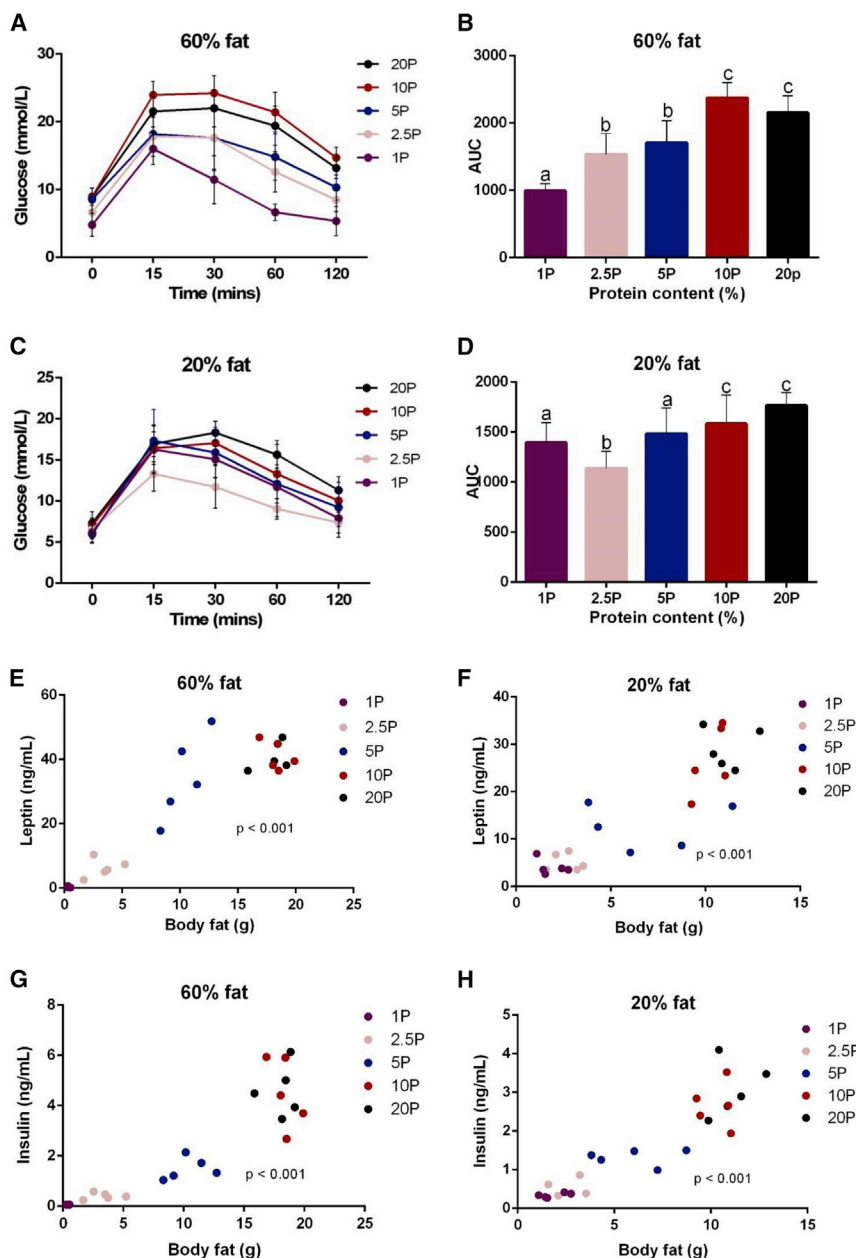 A
60% fat
Glucose (mmol/L)
30
20
10
0
0 15 30 60 120
Time (mins)
20P
10P
5P
2.5P
1P
B
60% fat
AUC
3000
2000
1000
0
a b b c c
1P 2.5P 5P 10P 20p
Protein content (%)
C
20% fat
Glucose (mmol/L)
25
20
15
10
5
0
0 15 30 60 120
Time (mins)
20P
10P
5P
2.5P
1P
D
20% fat
AUC
2000
1500
1000
500
0
a b a c c
1P 2.5P 5P 10P 20P
Protein content (%)
E
60% fat
Leptin (ng/mL)
60
40
20
0
0 5 10 15 20 25
Body fat (g)
p < 0.001
1P
2.5P
5P
10P
20P
F
20% fat
Leptin (ng/mL)
40
30
20
10
0
0 5 10 15
Body fat (g)
p < 0.001
1P
2.5P
5P
10P
20P
G
60% fat
Insulin (ng/mL)
8
6
4
2
0
0 5 10 15 20 25
Body fat (g)
p < 0.001
1P
2.5P
5P
10P
20P
H
20% fat
Insulin (ng/mL)
5
4
3
2
1
0
0 5 10 15
Body fat (g)
p < 0.001
1P
2.5P
5P
10P
20P